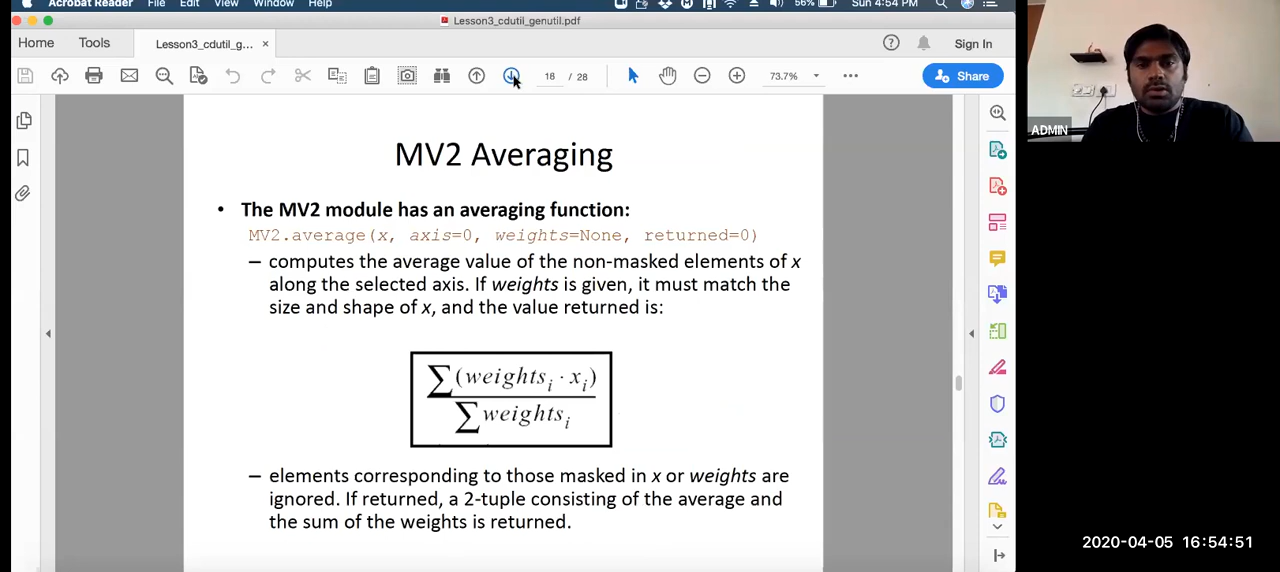 Acrobat Reader File Edit View Window Help 56% Sun 4:54 PM
Lesson3_cdutil_genutil.pdf
Home Tools Lesson3_cdutil_g... × Sign In
18 / 28 73.7% Share
MV2 Averaging
• The MV2 module has an averaging function:
MV2.average(x, axis=0, weights=None, returned=0)
– computes the average value of the non-masked elements of x
along the selected axis. If weights is given, it must match the
size and shape of x, and the value returned is:
∑(weightsᵢ · xᵢ)
∑ weightsᵢ
– elements corresponding to those masked in x or weights are
ignored. If returned, a 2-tuple consisting of the average and
the sum of the weights is returned.
ADMIN
2020-04-05 16:54:51